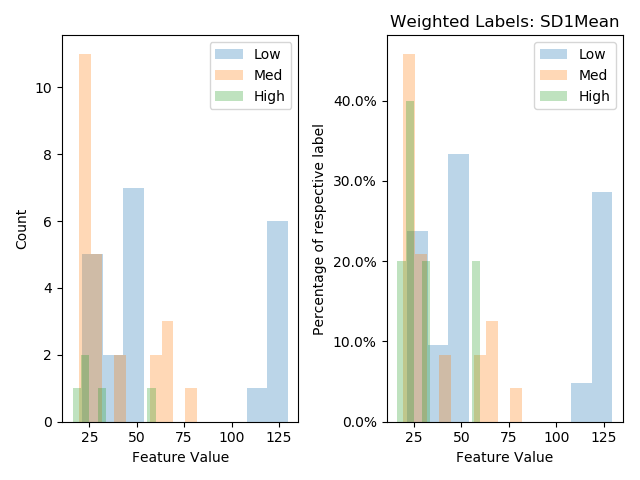 Weighted Labels: SD1Mean
Low
Med
High
Count
10
8
6
4
2
0
25
50
75
100
125
Feature Value
Low
Med
High
Percentage of respective label
40.0%
30.0%
20.0%
10.0%
0.0%
25
50
75
100
125
Feature Value